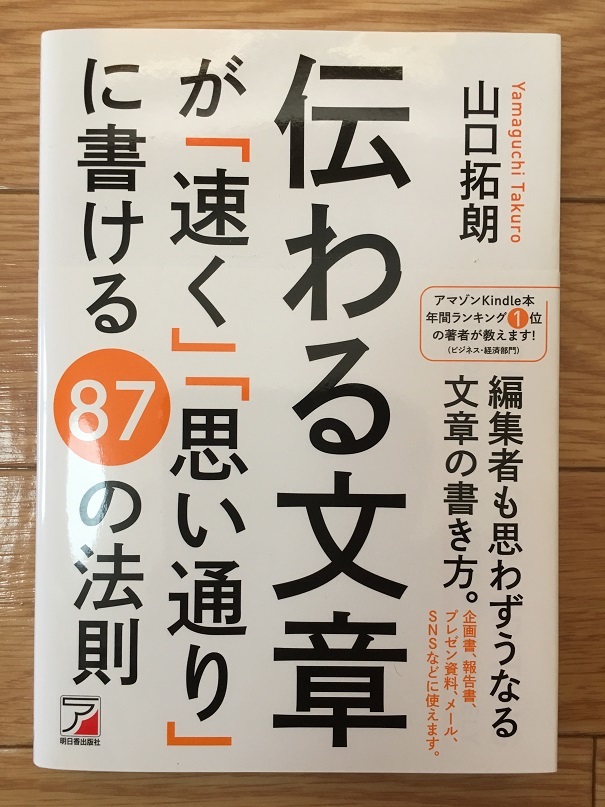 山口拓朗
Yamaguchi Takuro
アマゾンKindle本
年間ランキング1位
の著者が教えます!
(ビジネス・経済部門)
編集者も思わずうなる
文章の書き方。
企画書、報告書、
プレゼン資料、メール、
SNSなどに使えます。
伝わる文章
が「速く」「思い通り」
に書ける87の法則
ア
明日香出版社